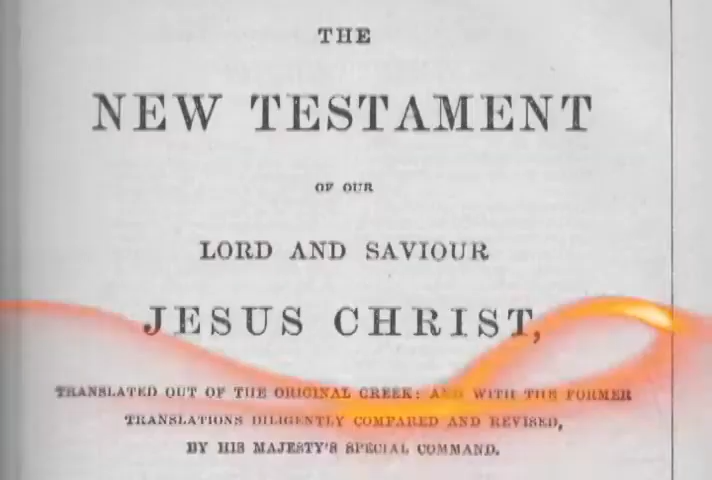 THE
NEW TESTAMENT
OF OUR
LORD AND SAVIOUR
JESUS CHRIST,
TRANSLATED OUT OF THE ORIGINAL GREEK: AND WITH THE FORMER
TRANSLATIONS DILIGENTLY COMPARED AND REVISED,
BY HIS MAJESTY'S SPECIAL COMMAND.